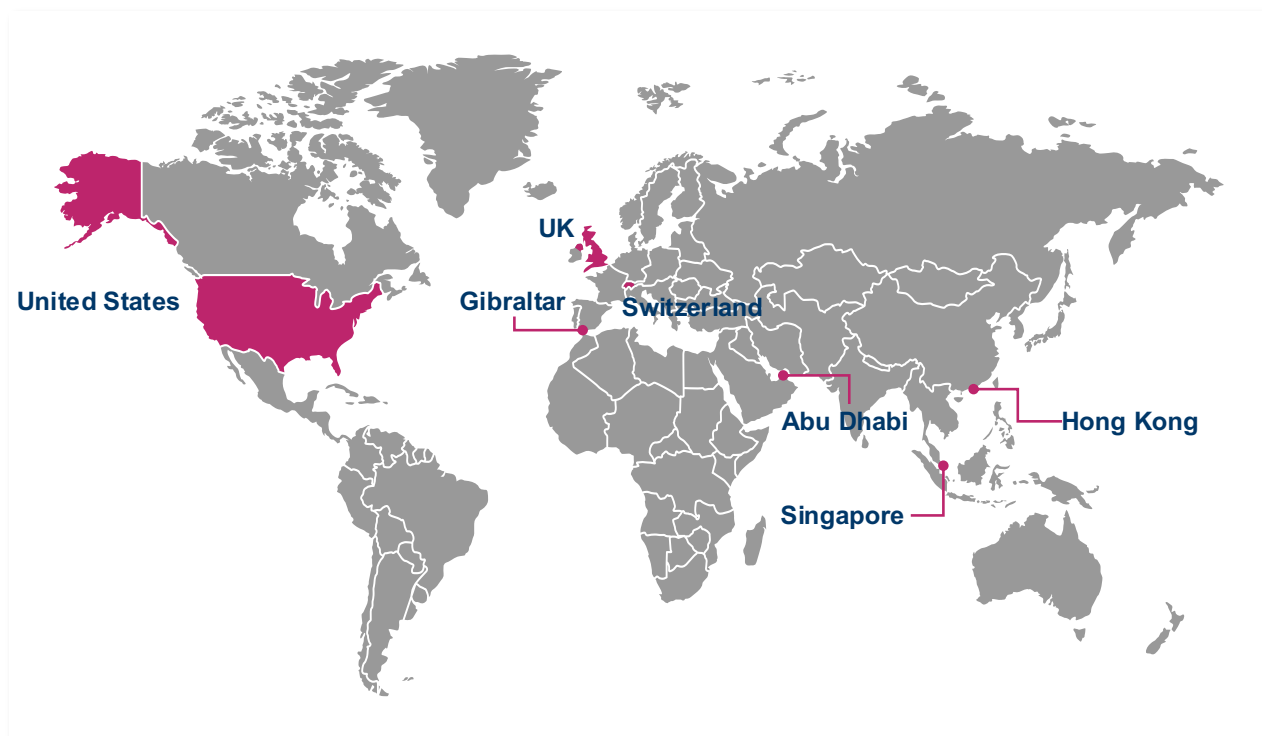 UK
United States
Gibraltar
Switzerland
Abu Dhabi
Hong Kong
Singapore